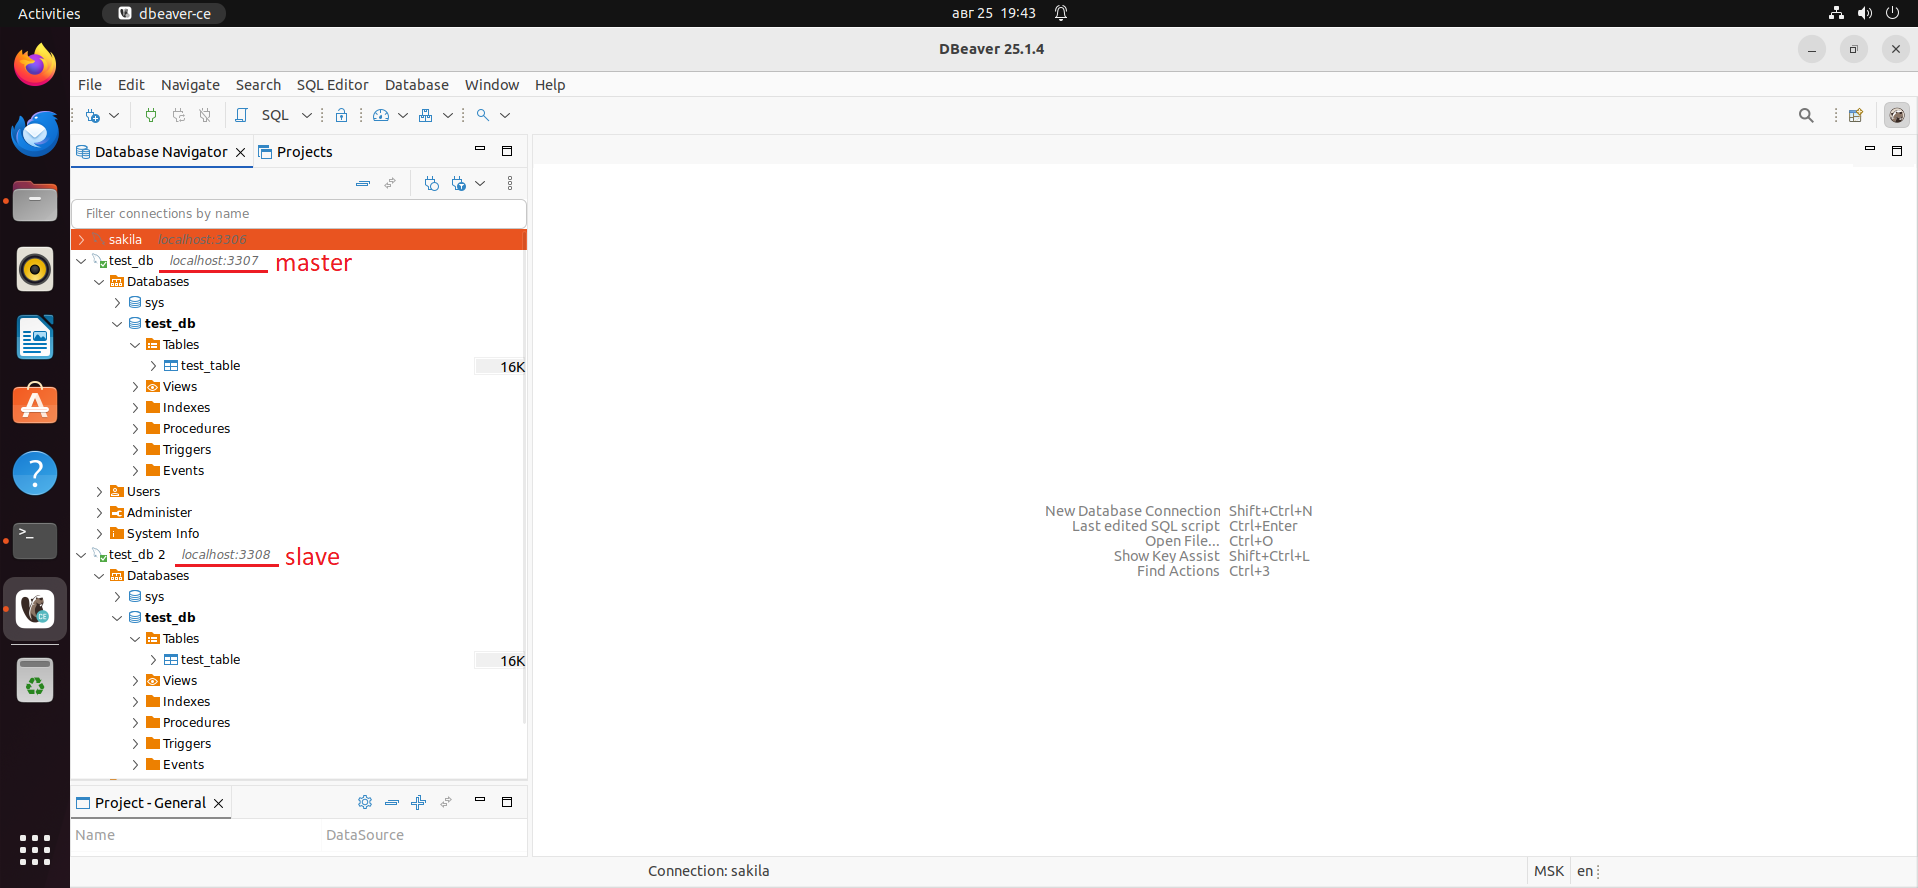 Activities
dbeaver-ce
авг 25 19:43
DBeaver 25.1.4
File Edit Navigate Search SQL Editor Database Window Help
SQL
Database Navigator
Projects
Filter connections by name
sakila localhost:3306
test_db localhost:3307 master
Databases
sys
test_db
Tables
test_table 16K
Views
Indexes
Procedures
Triggers
Events
Users
Administer
System Info
test_db 2 localhost:3308 slave
Databases
sys
test_db
Tables
test_table 16K
Views
Indexes
Procedures
Triggers
Events
Project - General
Name DataSource
New Database Connection Shift+Ctrl+N
Last edited SQL script Ctrl+Enter
Open File... Ctrl+O
Show Key Assist Shift+Ctrl+L
Find Actions Ctrl+3
Connection: sakila
MSK en